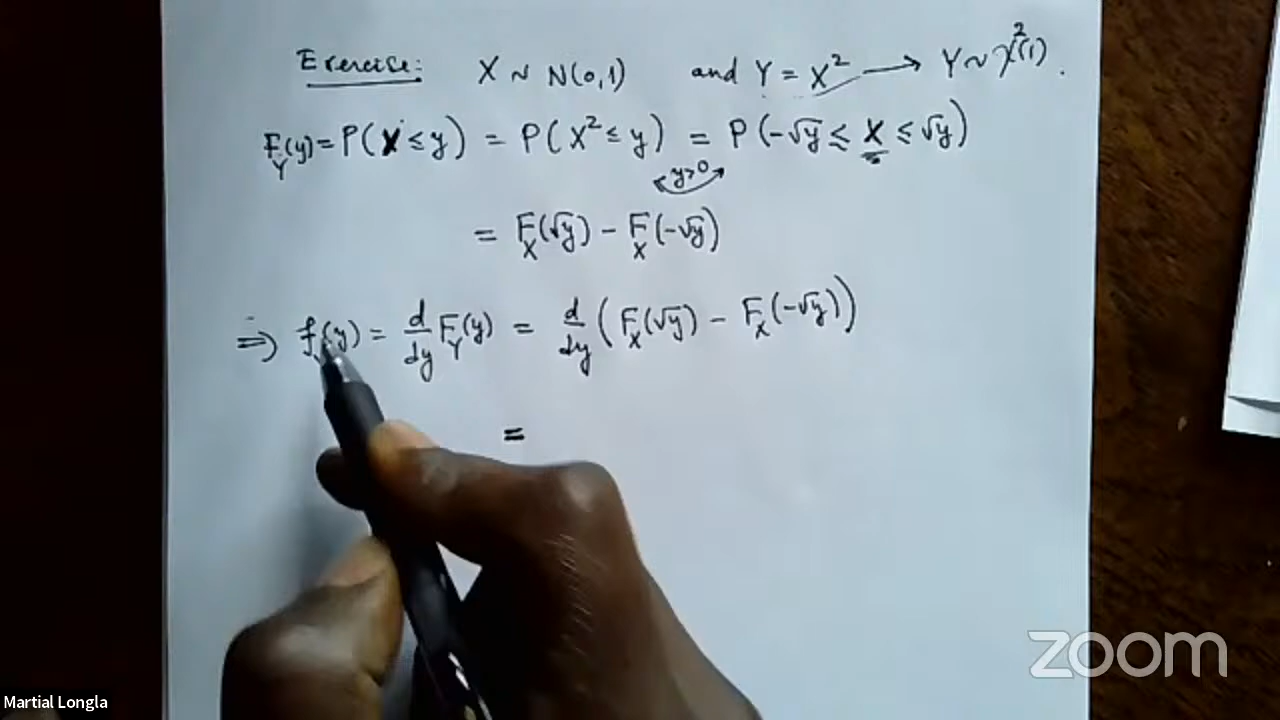 Exercise: X ~ N(0,1) and Y = X² → Y ~ χ²(1).
F_Y(y) = P(X ≤ y) = P(X² ≤ y) = P(-√y ≤ X ≤ √y)
y>0
= F_X(√y) - F_X(-√y)
⇒ f_Y(y) = d/dy F_Y(y) = d/dy (F_X(√y) - F_X(-√y))
=
zoom
Martial Longla